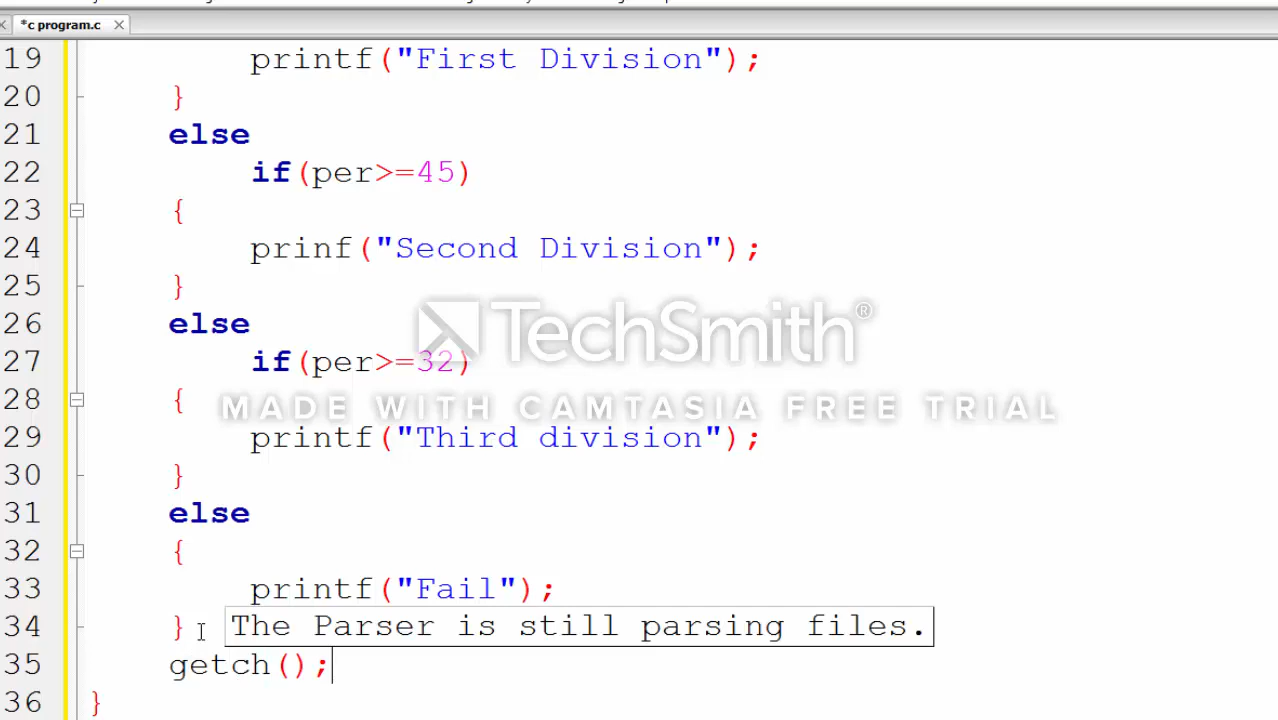 *c program.c
19 printf("First Division");
20 }
21 else
22 if(per>=45)
23 {
24 prinf("Second Division");
25 }
26 else
27 if(per>=32)
28 {
29 printf("Third division");
30 }
31 else
32 {
33 printf("Fail");
34 }
The Parser is still parsing files.
35 getch();
36 }
TechSmith®
MADE WITH CAMTASIA FREE TRIAL